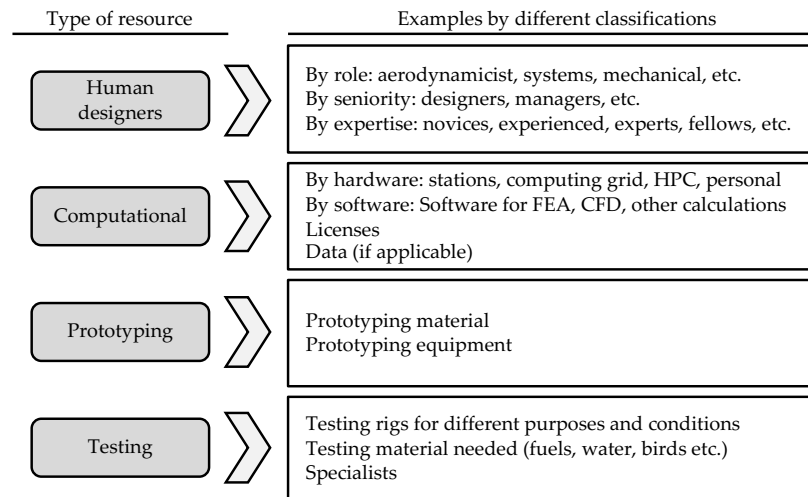 Type of resource
Examples by different classifications
Human
designers
By role: aerodynamicist, systems, mechanical, etc.
By seniority: designers, managers, etc.
By expertise: novices, experienced, experts, fellows, etc.
Computational
By hardware: stations, computing grid, HPC, personal
By software: Software for FEA, CFD, other calculations
Licenses
Data (if applicable)
Prototyping
Prototyping material
Prototyping equipment
Testing
Testing rigs for different purposes and conditions
Testing material needed (fuels, water, birds etc.)
Specialists